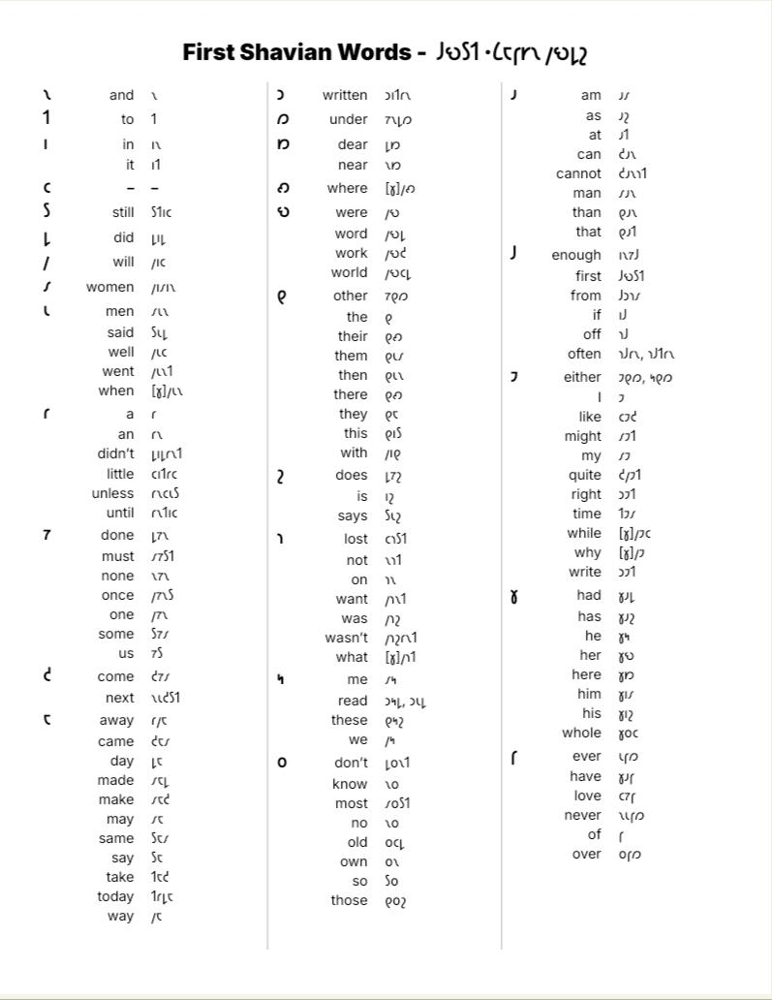 First Shavian Words - 𐑓𐑻𐑕𐑑 ·𐑖𐑱𐑝𐑾𐑯 𐑢𐑻𐑛𐑟
𐑯 and 𐑯
𐑑 to 𐑑
𐑦 in 𐑦𐑯
it 𐑦𐑑
𐑤 – –
𐑕 still 𐑕𐑑𐑦𐑤
𐑛 did 𐑛𐑦𐑛
𐑢 will 𐑢𐑦𐑤
𐑥 women 𐑢𐑦𐑥𐑦𐑯
𐑧 men 𐑥𐑧𐑯
said 𐑕𐑧𐑛
well 𐑢𐑧𐑤
went 𐑢𐑧𐑯𐑑
when [𐑣]𐑢𐑧𐑯
𐑩 a 𐑩
an 𐑩𐑯
didn't 𐑛𐑦𐑛𐑩𐑯𐑑
little 𐑤𐑦𐑑𐑩𐑤
unless 𐑩𐑯𐑤𐑧𐑕
until 𐑩𐑯𐑑𐑦𐑤
𐑳 done 𐑛𐑳𐑯
must 𐑥𐑳𐑕𐑑
none 𐑯𐑳𐑯
once 𐑢𐑳𐑯𐑕
one 𐑢𐑳𐑯
some 𐑕𐑳𐑥
us 𐑳𐑕
𐑒 come 𐑒𐑳𐑥
next 𐑯𐑧𐑒𐑕𐑑
𐑱 away 𐑩𐑢𐑱
came 𐑒𐑱𐑥
day 𐑛𐑱
made 𐑥𐑱𐑛
make 𐑥𐑱𐑒
may 𐑥𐑱
same 𐑕𐑱𐑥
say 𐑕𐑱
take 𐑑𐑱𐑒
today 𐑑𐑩𐑛𐑱
way 𐑢𐑱
𐑮 written 𐑮𐑦𐑑𐑩𐑯
𐑼 under 𐑳𐑯𐑛𐑼
𐑽 dear 𐑛𐑽
near 𐑯𐑽
𐑺 where [𐑣]𐑢𐑺
𐑻 were 𐑢𐑻
word 𐑢𐑻𐑛
work 𐑢𐑻𐑒
world 𐑢𐑻𐑤𐑛
𐑞 other 𐑳𐑞𐑼
the 𐑞
their 𐑞𐑺
them 𐑞𐑧𐑥
then 𐑞𐑧𐑯
there 𐑞𐑺
they 𐑞𐑱
this 𐑞𐑦𐑕
with 𐑢𐑦𐑞
𐑟 does 𐑛𐑳𐑟
is 𐑦𐑟
says 𐑕𐑧𐑟
𐑪 lost 𐑤𐑪𐑕𐑑
not 𐑯𐑪𐑑
on 𐑪𐑯
want 𐑢𐑪𐑯𐑑
was 𐑢𐑪𐑟
wasn't 𐑢𐑪𐑟𐑩𐑯𐑑
what [𐑣]𐑢𐑪𐑑
𐑰 me 𐑥𐑰
read 𐑮𐑰𐑛, 𐑮𐑧𐑛
these 𐑞𐑰𐑟
we 𐑢𐑰
𐑴 don't 𐑛𐑴𐑯𐑑
know 𐑯𐑴
most 𐑥𐑴𐑕𐑑
no 𐑯𐑴
old 𐑴𐑤𐑛
own 𐑴𐑯
so 𐑕𐑴
those 𐑞𐑴𐑟
𐑨 am 𐑨𐑥
as 𐑨𐑟
at 𐑨𐑑
can 𐑒𐑨𐑯
cannot 𐑒𐑨𐑯𐑪𐑑
man 𐑥𐑨𐑯
than 𐑞𐑨𐑯
that 𐑞𐑨𐑑
𐑓 enough 𐑦𐑯𐑳𐑓
first 𐑓𐑻𐑕𐑑
from 𐑓𐑮𐑪𐑥
if 𐑦𐑓
off 𐑪𐑓
often 𐑪𐑓𐑩𐑯, 𐑪𐑓𐑑𐑩𐑯
𐑲 either 𐑲𐑞𐑼, 𐑰𐑞𐑼
I 𐑲
like 𐑤𐑲𐑒
might 𐑥𐑲𐑑
my 𐑥𐑲
quite 𐑒𐑢𐑲𐑑
right 𐑮𐑲𐑑
time 𐑑𐑲𐑥
while [𐑣]𐑢𐑲𐑤
why [𐑣]𐑢𐑲
write 𐑮𐑲𐑑
𐑣 had 𐑣𐑨𐑛
has 𐑣𐑨𐑟
he 𐑣𐑰
her 𐑣𐑻
here 𐑣𐑽
him 𐑣𐑦𐑥
his 𐑣𐑦𐑟
whole 𐑣𐑴𐑤
𐑝 ever 𐑧𐑝𐑼
have 𐑣𐑨𐑝
love 𐑤𐑳𐑝
never 𐑯𐑧𐑝𐑼
of 𐑝
over 𐑴𐑝𐑼